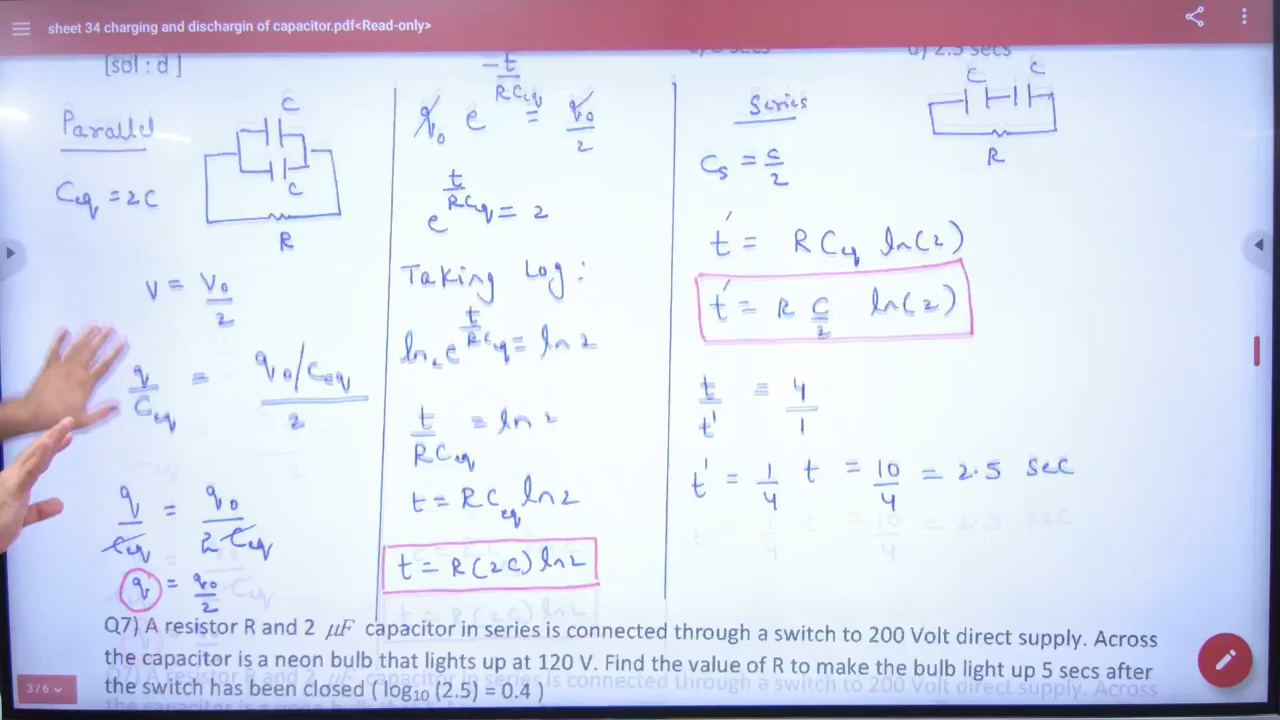 sheet 34 charging and dischargin of capacitor.pdf<Read-only>
d) 2.5 secs
[sol : d]
Parallel
C
C
R
Ceq = 2C
V = V0/2
q/Ceq = (q0/Ceq)/2
q/Ceq = q0/2Ceq
q = q0/2
q0 e^(-t/RCeq) = q0/2
e^(t/RCeq) = 2
Taking Log:
lne e^(t/RCeq) = ln 2
t/RCeq = ln 2
t = RCeq ln 2
t = R(2C) ln 2
Series
C C
R
Cs = C/2
t' = R Ceq ln(2)
t' = R C/2 ln(2)
t/t' = 4/1
t' = 1/4 t = 10/4 = 2.5 sec
Q7) A resistor R and 2 μF capacitor in series is connected through a switch to 200 Volt direct supply. Across
the capacitor is a neon bulb that lights up at 120 V. Find the value of R to make the bulb light up 5 secs after
the switch has been closed ( log10 (2.5) = 0.4 )
3/6